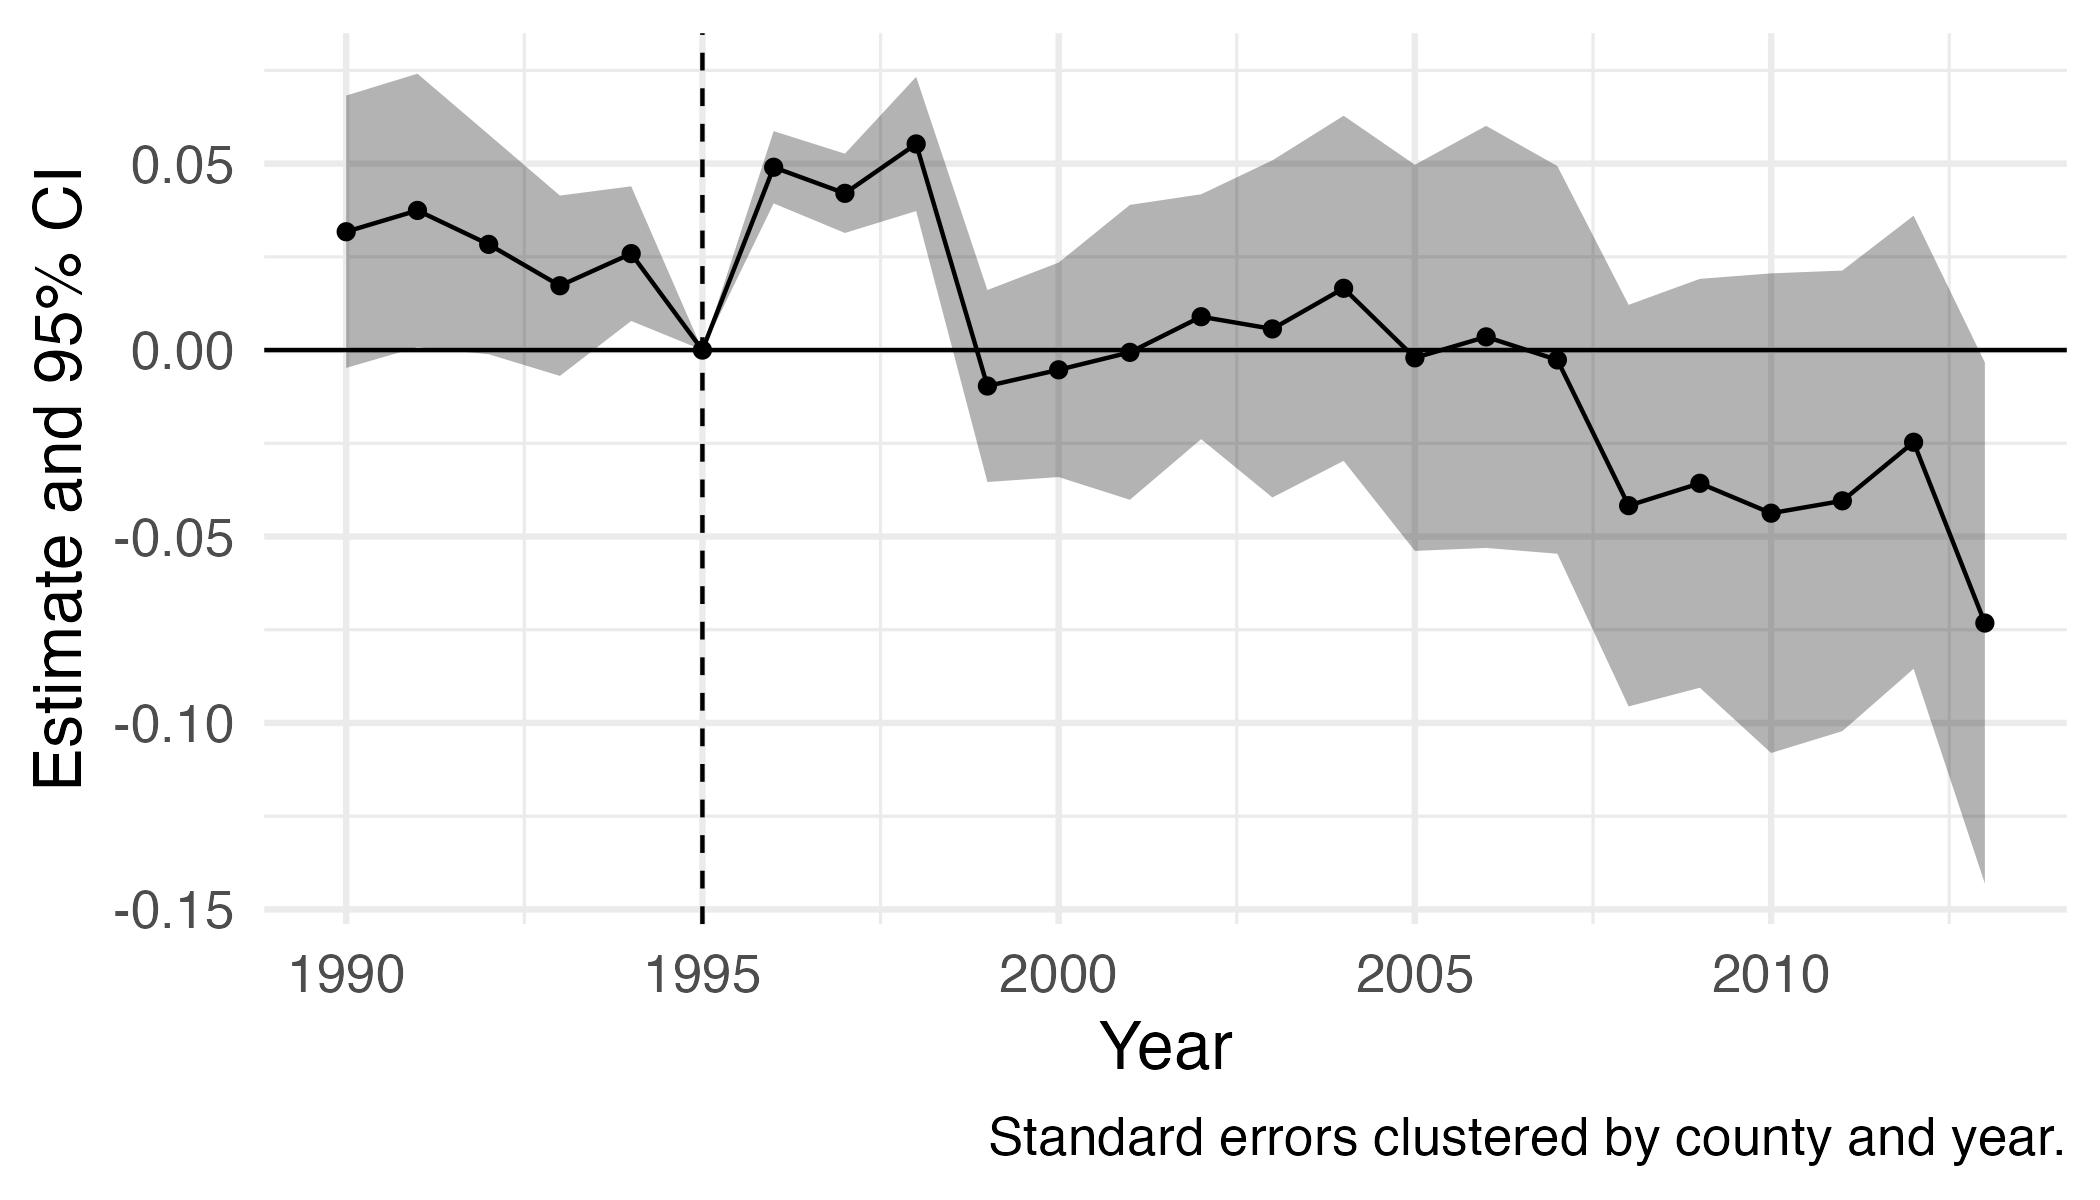 Estimate and 95% CI
0.05
0.00
-0.05
-0.10
-0.15
1990 1995 2000 2005 2010
Year
Standard errors clustered by county and year.